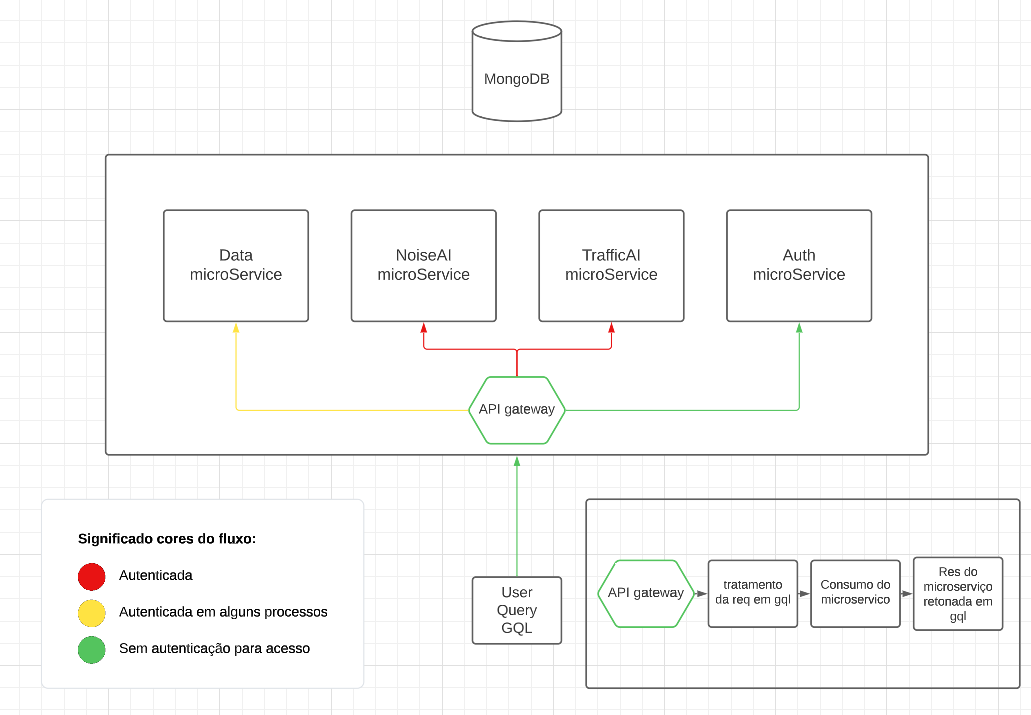 MongoDB
Data
microService
NoiseAI
microService
TrafficAI
microService
Auth
microService
API gateway
Significado cores do fluxo:
Autenticada
Autenticada em alguns processos
Sem autenticação para acesso
User
Query
GQL
API gateway
tratamento
da req em gql
Consumo do
microservico
Res do
microserviço
retonada em
gql